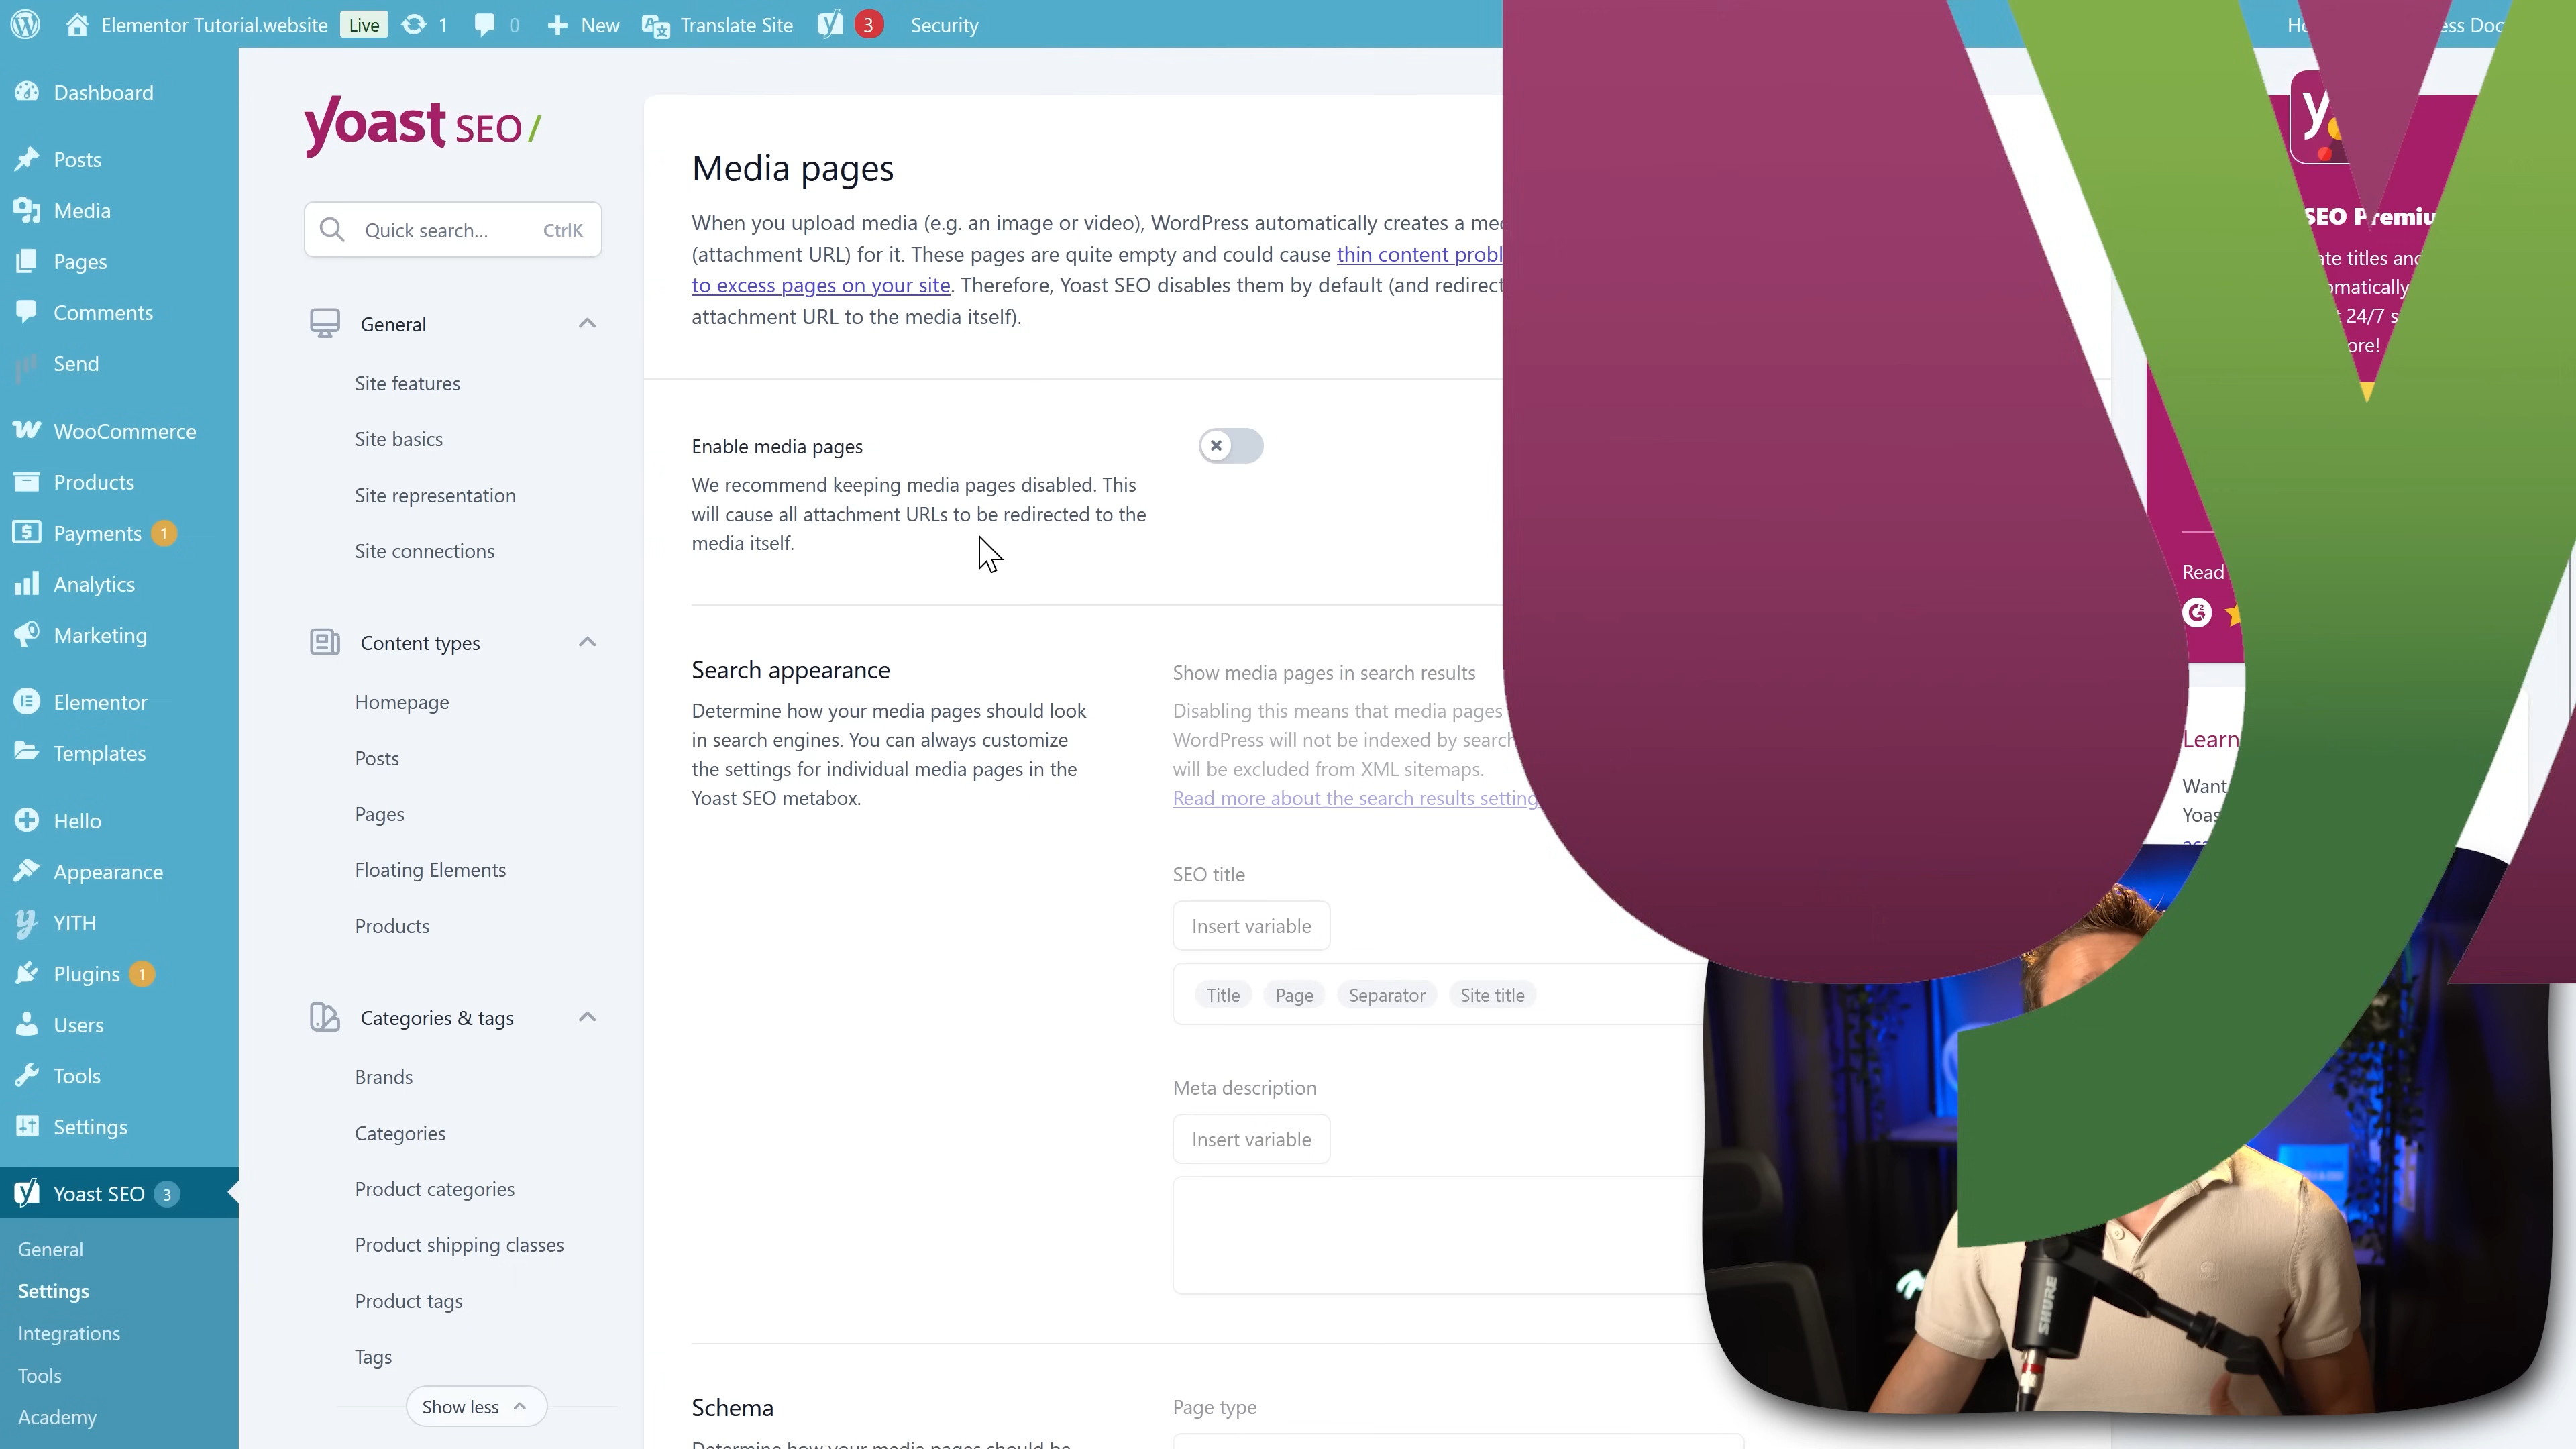 Elementor Tutorial.website Live 1 0 New Translate Site 3 Security
Dashboard
Posts
Media
Pages
Comments
Send
WooCommerce
Products
Payments 1
Analytics
Marketing
Elementor
Templates
Hello
Appearance
YITH
Plugins 1
Users
Tools
Settings
Yoast SEO 3
General
Settings
Integrations
Tools
Academy
yoast SEO/
Quick search... CtrlK
General
Site features
Site basics
Site representation
Site connections
Content types
Homepage
Posts
Pages
Floating Elements
Products
Categories & tags
Brands
Categories
Product categories
Product shipping classes
Product tags
Tags
Show less
Media pages
When you upload media (e.g. an image or video), WordPress automatically creates a
(attachment URL) for it. These pages are quite empty and could cause thin content
to excess pages on your site. Therefore, Yoast SEO disables them by default (and redirect
attachment URL to the media itself).
Enable media pages
We recommend keeping media pages disabled. This
will cause all attachment URLs to be redirected to the
media itself.
Search appearance
Determine how your media pages should look
in search engines. You can always customize
the settings for individual media pages in the
Yoast SEO metabox.
Show media pages in search results
Disabling this means that media pages
WordPress will not be indexed by search
will be excluded from XML sitemaps.
Read more about the search results
SEO title
Insert variable
Title Page Separator Site title
Meta description
Insert variable
Schema
Determine how your media pages should be
Page type
SEO
titles
24/7
Read
Learn
Want
SHURE